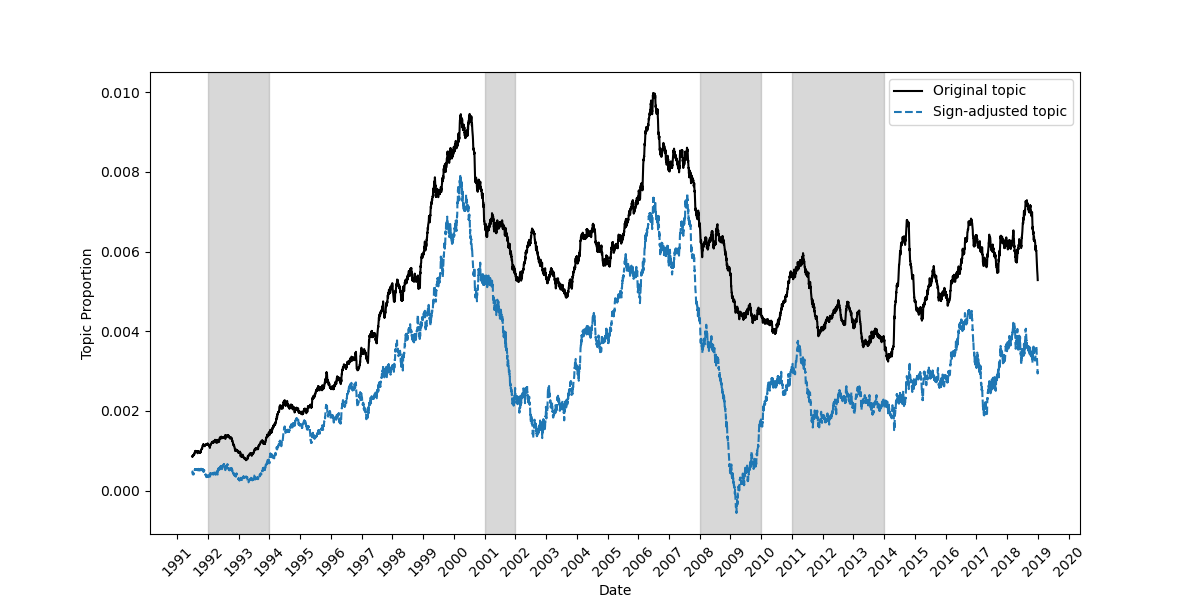 Original topic
Sign-adjusted topic
0.010
0.008
0.006
0.004
0.002
0.000
Topic Proportion
1991 1992 1993 1994 1995 1996 1997 1998 1999 2000 2001 2002 2003 2004 2005 2006 2007 2008 2009 2010 2011 2012 2013 2014 2015 2016 2017 2018 2019 2020
Date